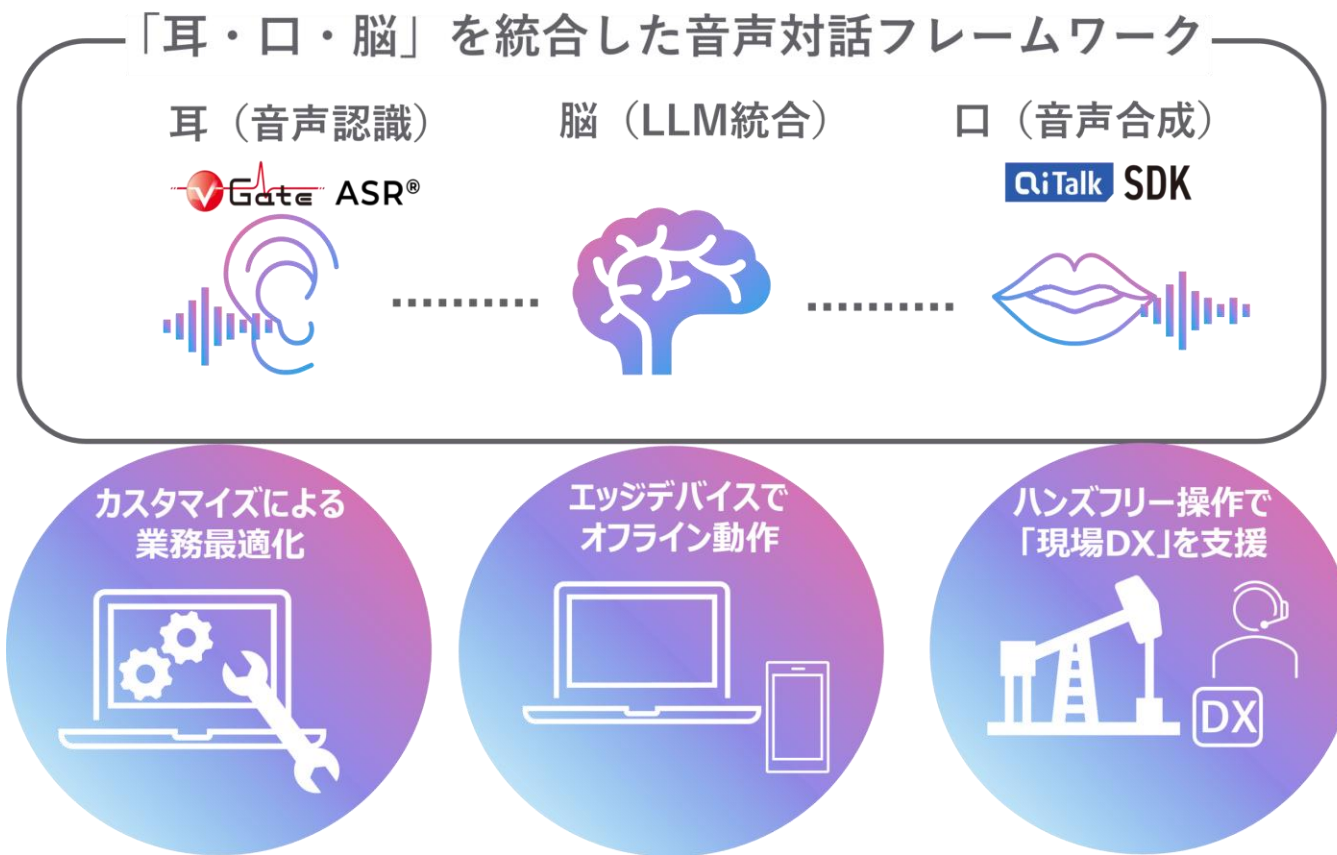 「耳・口・脳」を統合した音声対話フレームワーク
耳（音声認識）
脳（LLM統合）
口（音声合成）
vGate ASR®
AiTalk SDK
カスタマイズによる
業務最適化
エッジデバイスで
オフライン動作
ハンズフリー操作で
「現場DX」を支援
DX